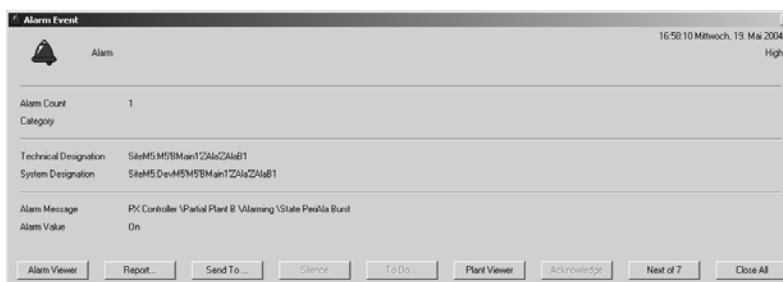 Alarm Event
16:58:10 Mittwoch, 19. Mai 2004
Alarm
High
Alarm Count 1
Category
Technical Designation SiteM5:M5'BMain1'ZAla'ZAlaB1
System Designation SiteM5:DevM5'M5'BMain1'ZAla'ZAlaB1
Alarm Message PX Controller \Partial Plant B \Alarming \State PeriAla Burst
Alarm Value On
Alarm Viewer Report... Send To ... Silence To Do ... Plant Viewer Acknowledge Next of 7 Close All